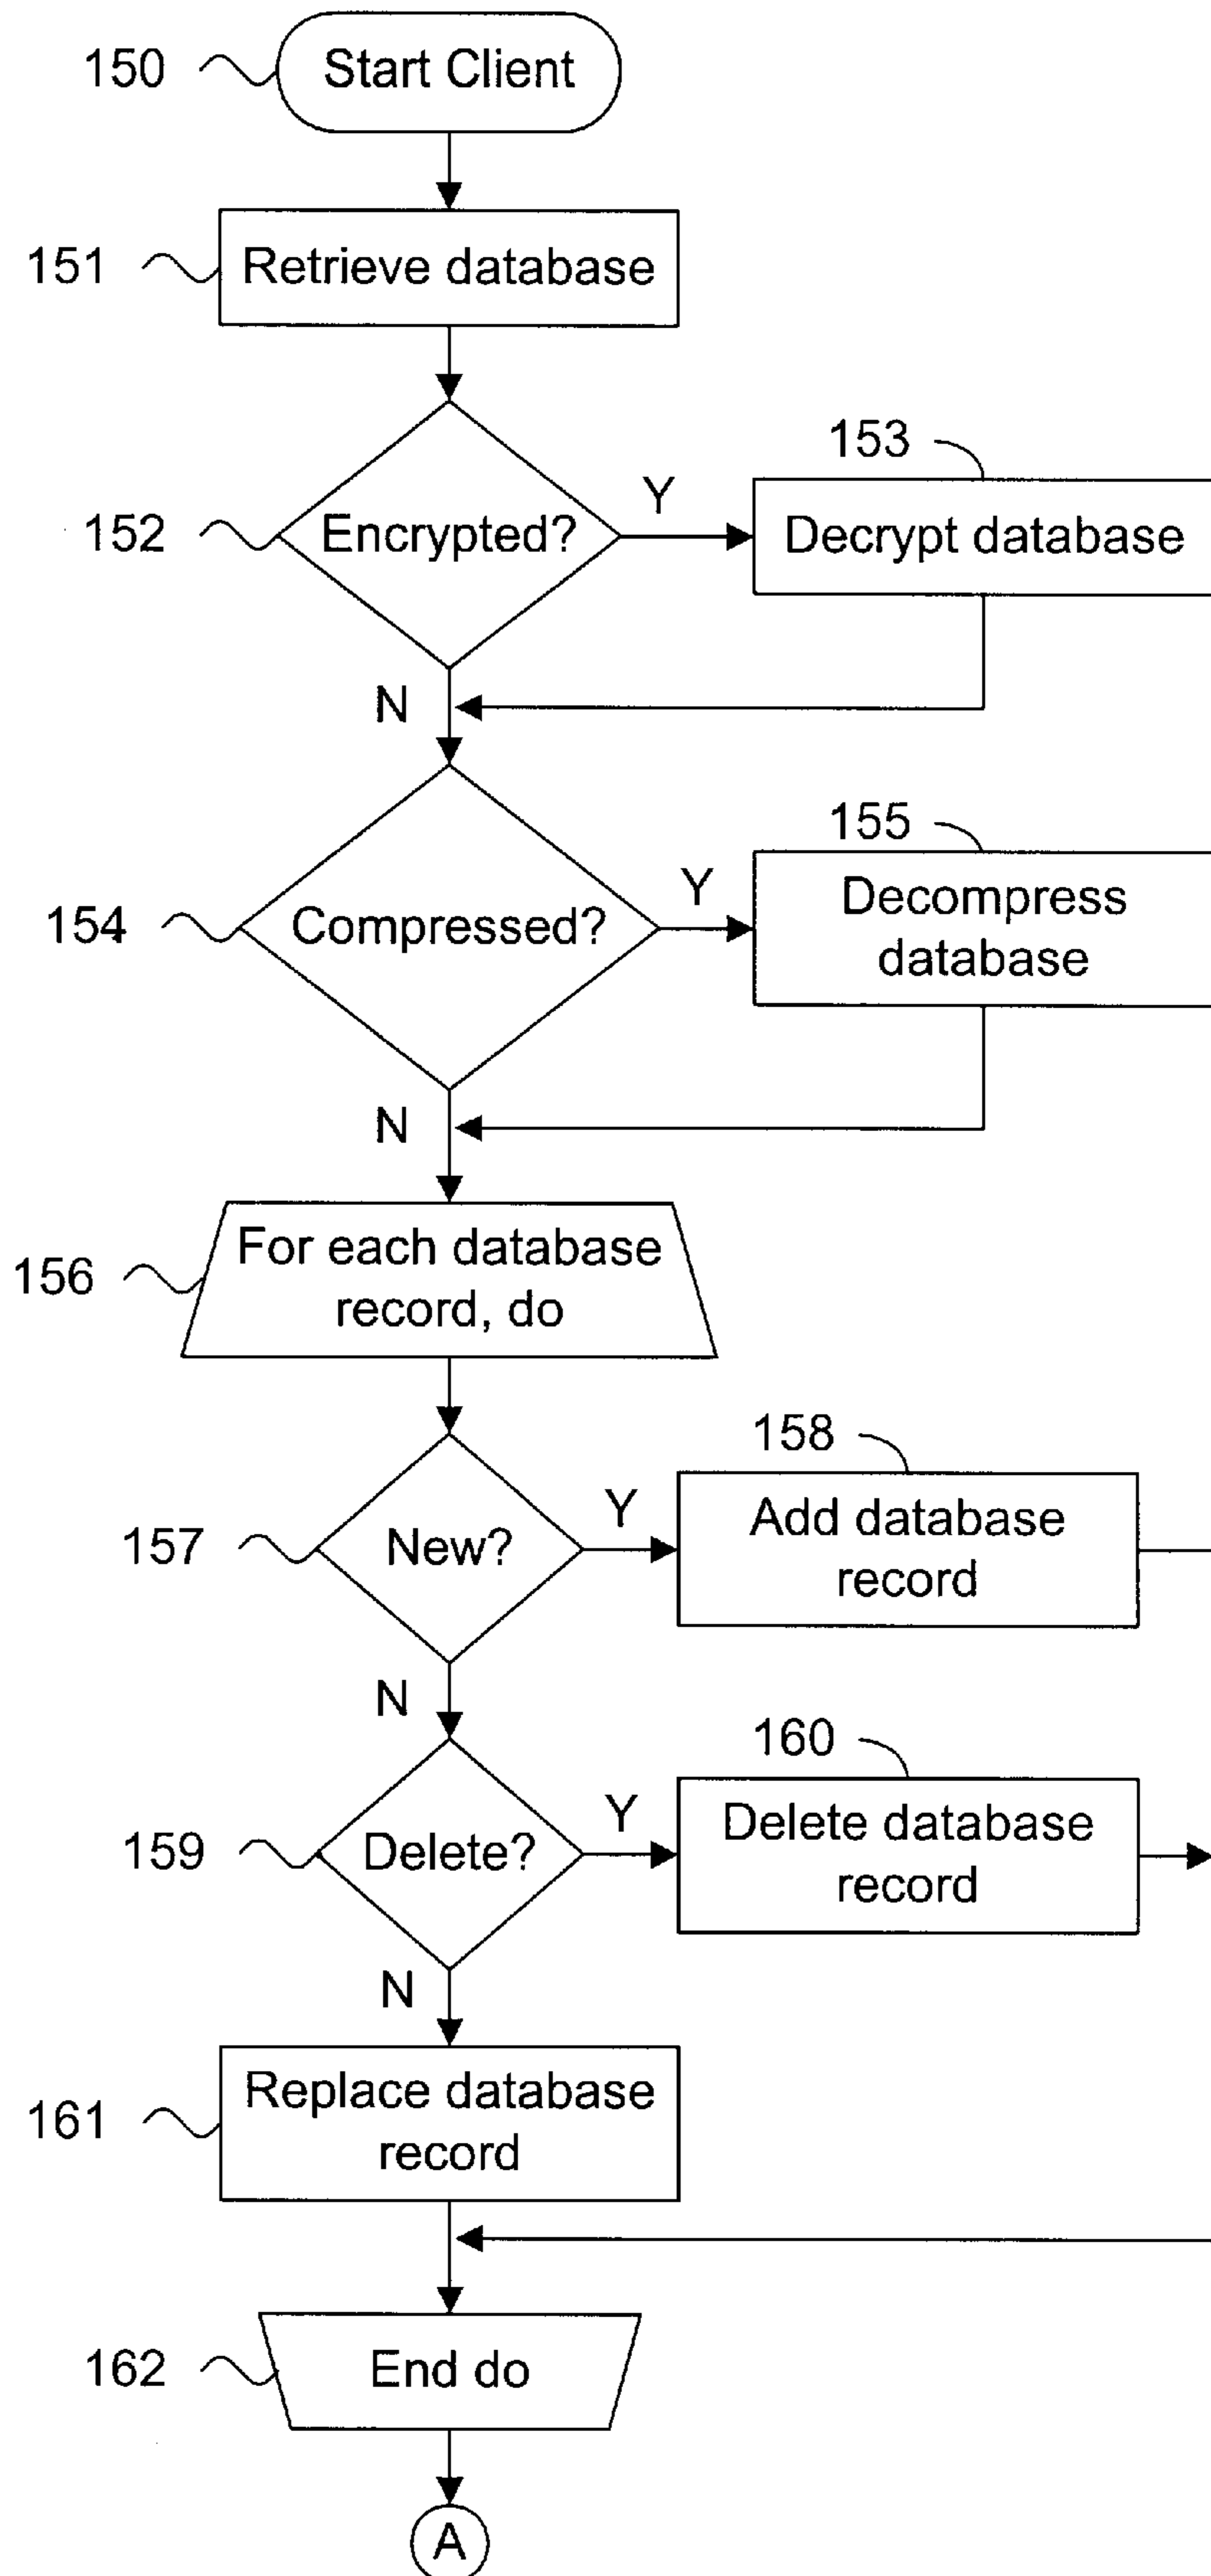 150
Start Client
151
Retrieve database
153
152
Encrypted?
Y
Decrypt database
N
155
154
Compressed?
Y
Decompress
database
N
156
For each database
record, do
158
157
New?
Y
Add database
record
N
160
159
Delete?
Y
Delete database
record
N
161
Replace database
record
162
End do
A